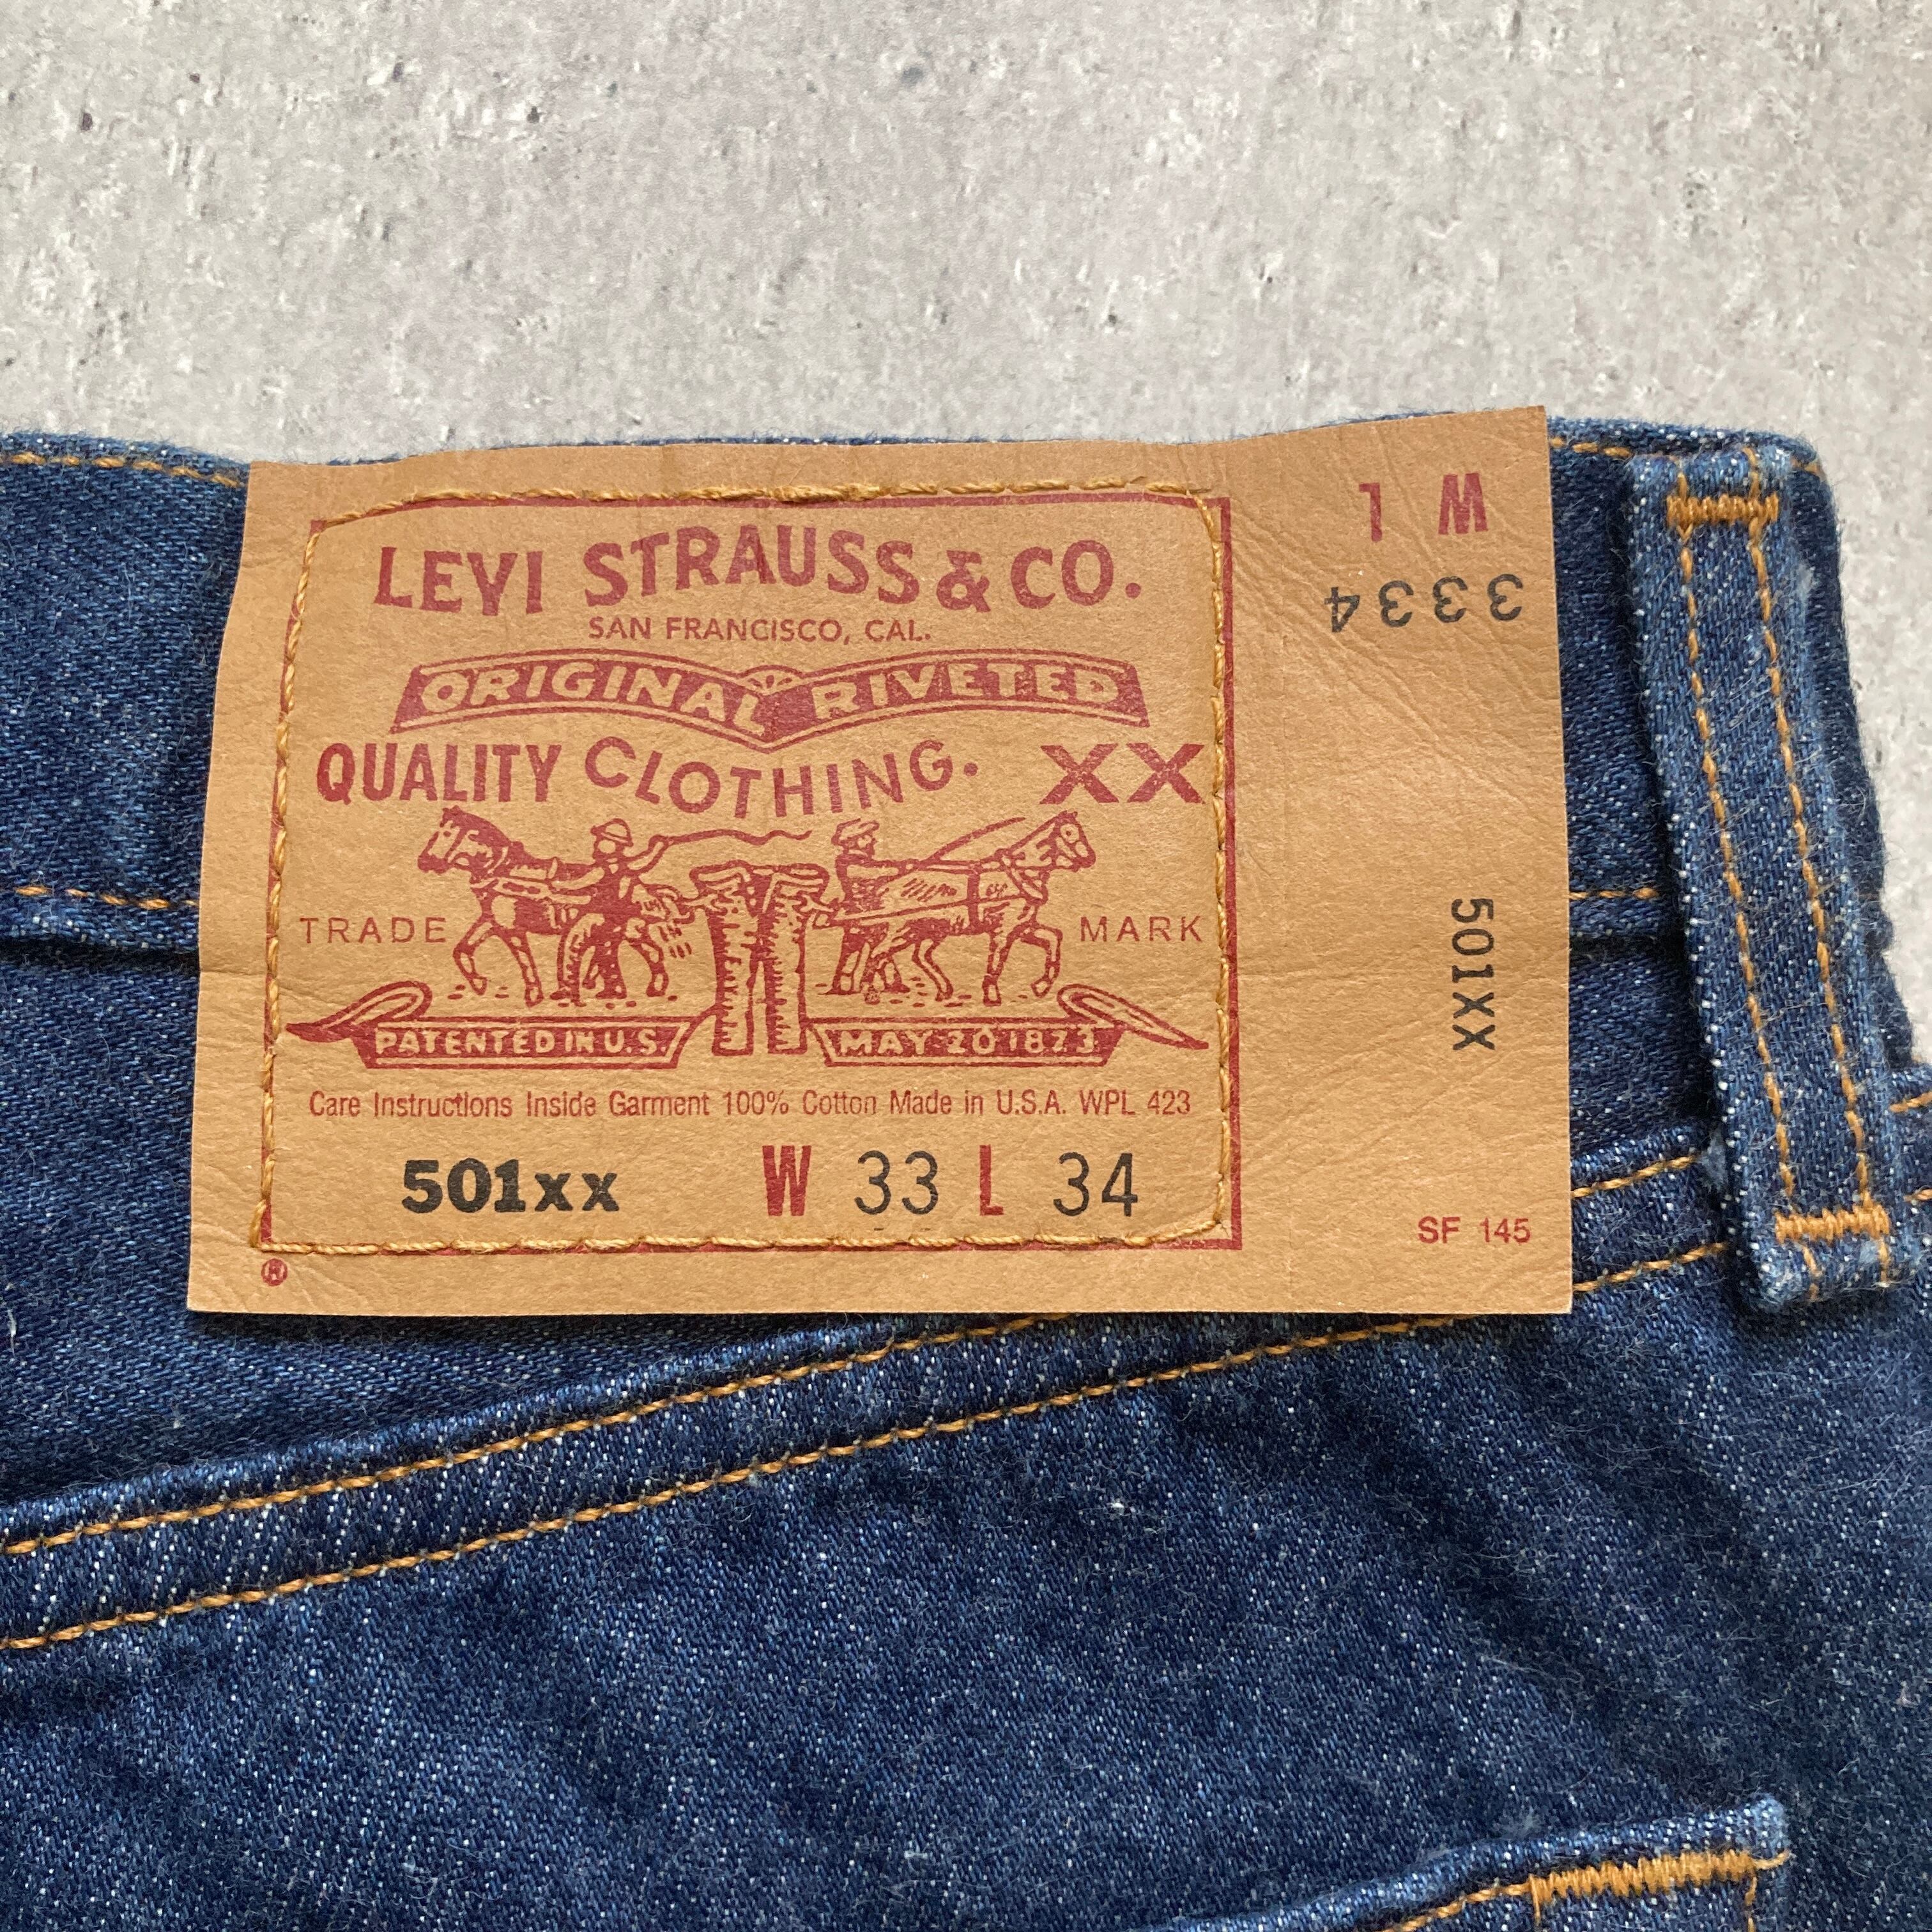 LEVI STRAUSS & CO.
SAN FRANCISCO, CAL.
ORIGINAL RIVETED
QUALITY CLOTHING. XX
TRADE MARK
PATENTED IN U.S. MAY 20 1873
Care Instructions Inside Garment 100% Cotton Made in U.S.A. WPL 423
501xx W 33 L 34
®
W L
3334
501XX
SF 145